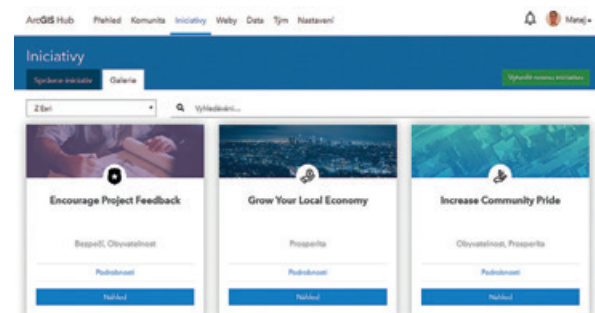 ArcGIS Hub Přehled Komunita Iniciativy Weby Data Tým Nastavení Matej
Iniciativy
Správce iniciativ Galerie Vytvořit novou iniciativu
Z Esri Vyhledávání...
Encourage Project Feedback Grow Your Local Economy Increase Community Pride
Bezpečí, Obyvatelnost Prosperita Obyvatelnost, Prosperita
Podrobnosti Podrobnosti Podrobnosti
Náhled Náhled Náhled